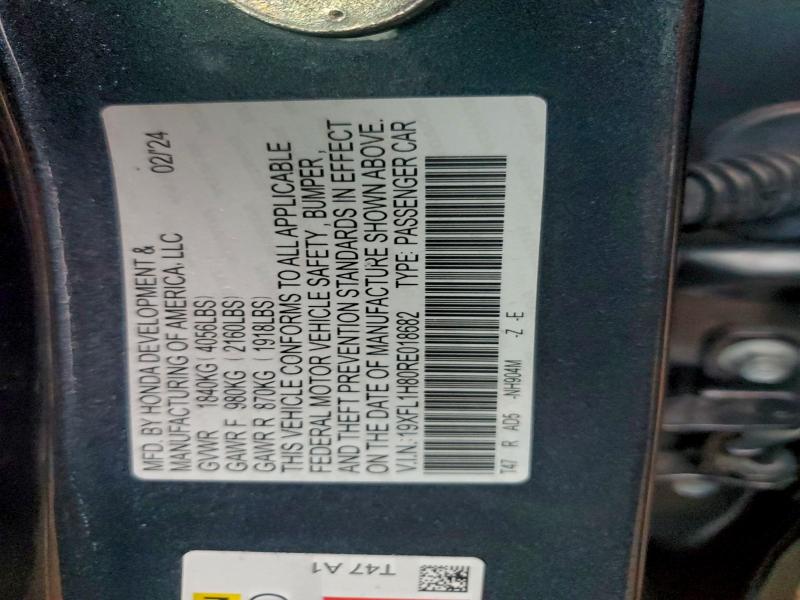 MFD. BY HONDA DEVELOPMENT &
MANUFACTURING OF AMERICA, LLC 02/'24
GVWR 1840KG ( 4056LBS)
GAWR F 980KG ( 2160LBS)
GAWR R 870KG ( 1918LBS)
THIS VEHICLE CONFORMS TO ALL APPLICABLE
FEDERAL MOTOR VEHICLE SAFETY, BUMPER,
AND THEFT PREVENTION STANDARDS IN EFFECT
ON THE DATE OF MANUFACTURE SHOWN ABOVE.
V.I.N: 19XFL1H80RE018682 TYPE: PASSENGER CAR
T47 R AD5 -NH904M -Z -E
T47 A1